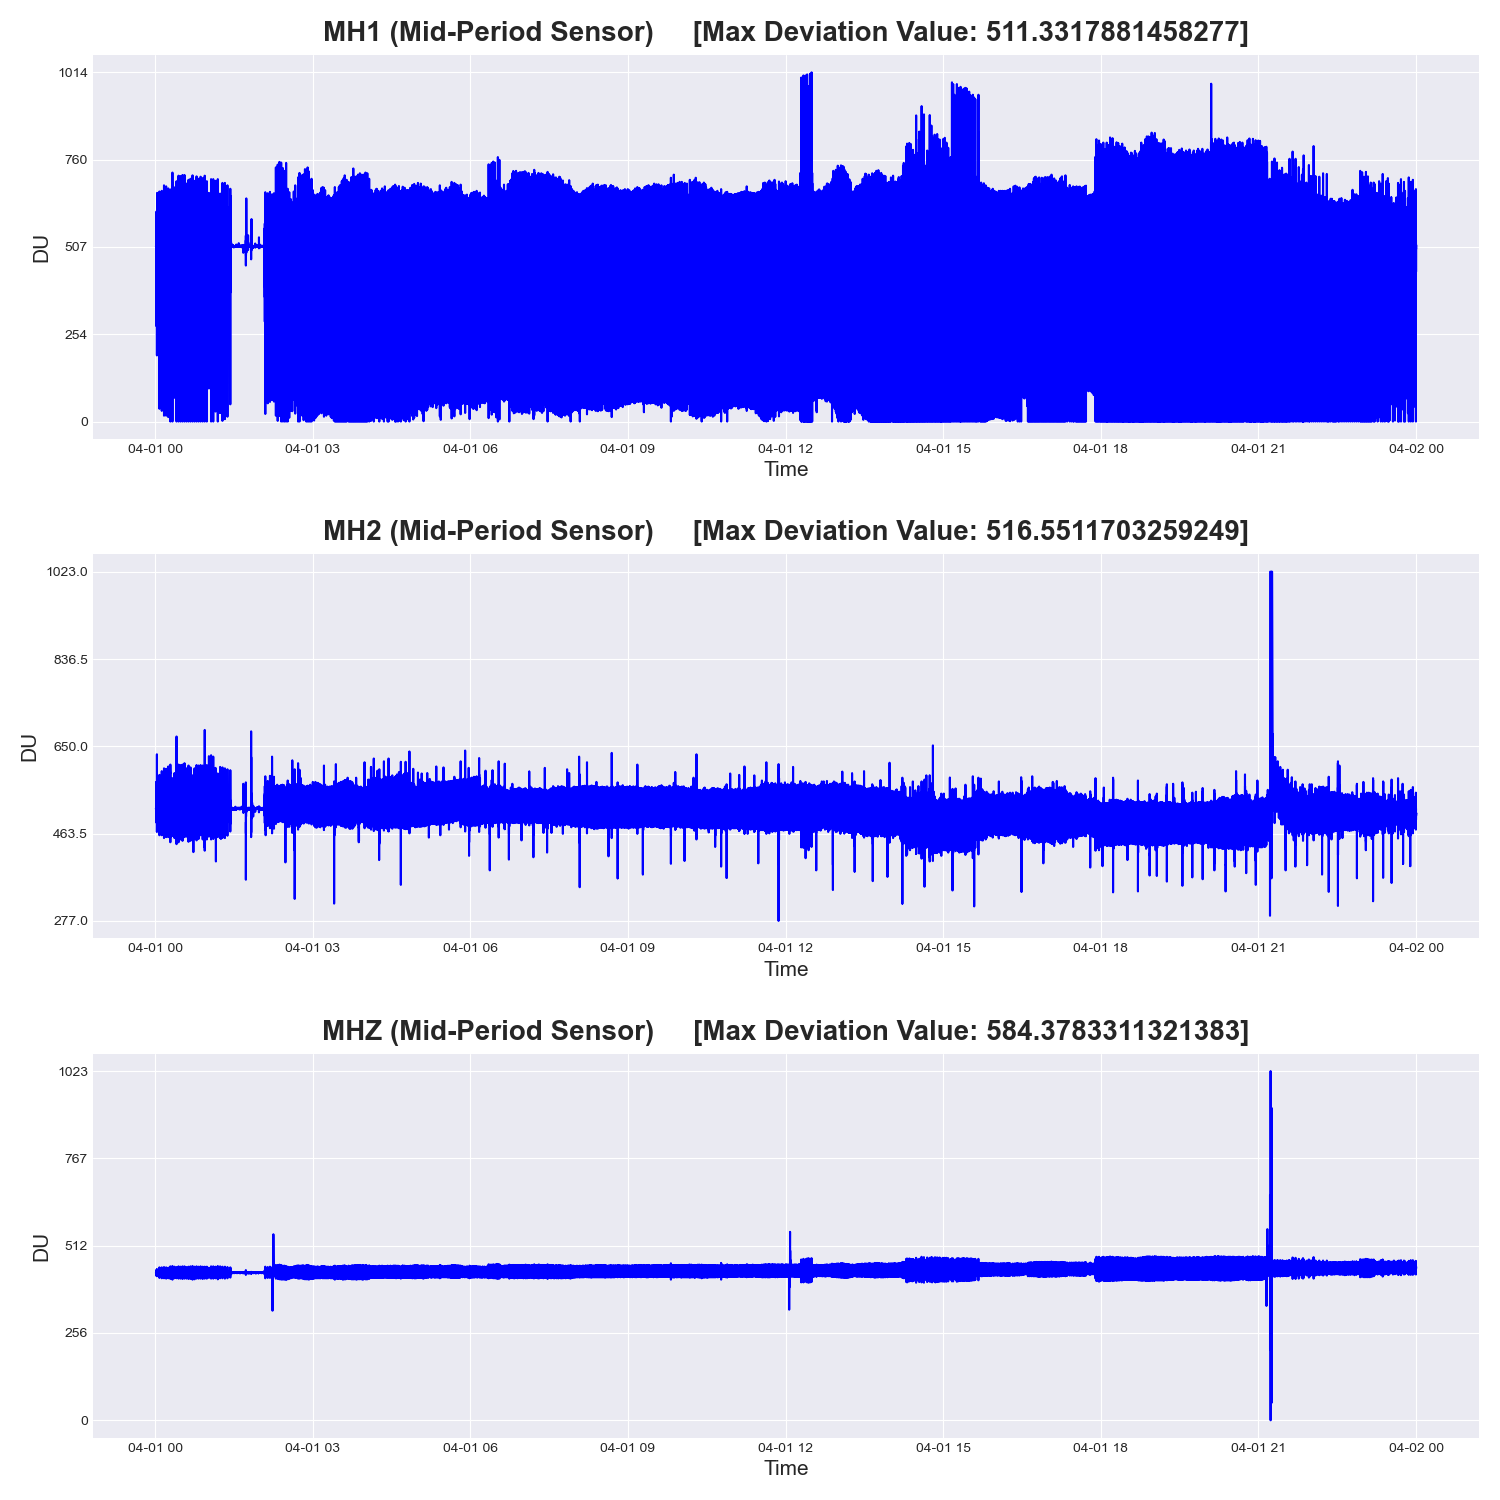 MH1 (Mid-Period Sensor) [Max Deviation Value: 511.3317881458277]
1014
760
507
254
0
DU
04-01 00 04-01 03 04-01 06 04-01 09 04-01 12 04-01 15 04-01 18 04-01 21 04-02 00
Time
MH2 (Mid-Period Sensor) [Max Deviation Value: 516.5511703259249]
1023.0
836.5
650.0
463.5
277.0
DU
04-01 00 04-01 03 04-01 06 04-01 09 04-01 12 04-01 15 04-01 18 04-01 21 04-02 00
Time
MHZ (Mid-Period Sensor) [Max Deviation Value: 584.3783311321383]
1023
767
512
256
0
DU
04-01 00 04-01 03 04-01 06 04-01 09 04-01 12 04-01 15 04-01 18 04-01 21 04-02 00
Time